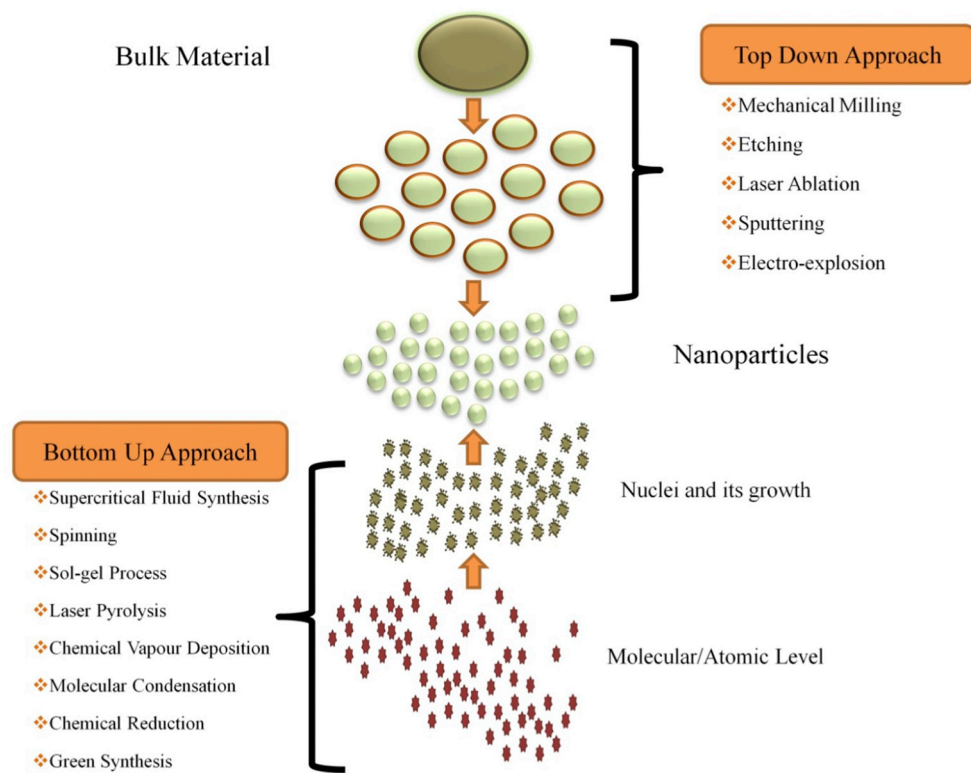 Bulk Material
Top Down Approach
❖Mechanical Milling
❖Etching
❖Laser Ablation
❖Sputtering
❖Electro-explosion
Nanoparticles
Bottom Up Approach
❖Supercritical Fluid Synthesis
❖Spinning
❖Sol-gel Process
❖Laser Pyrolysis
❖Chemical Vapour Deposition
❖Molecular Condensation
❖Chemical Reduction
❖Green Synthesis
Nuclei and its growth
Molecular/Atomic Level